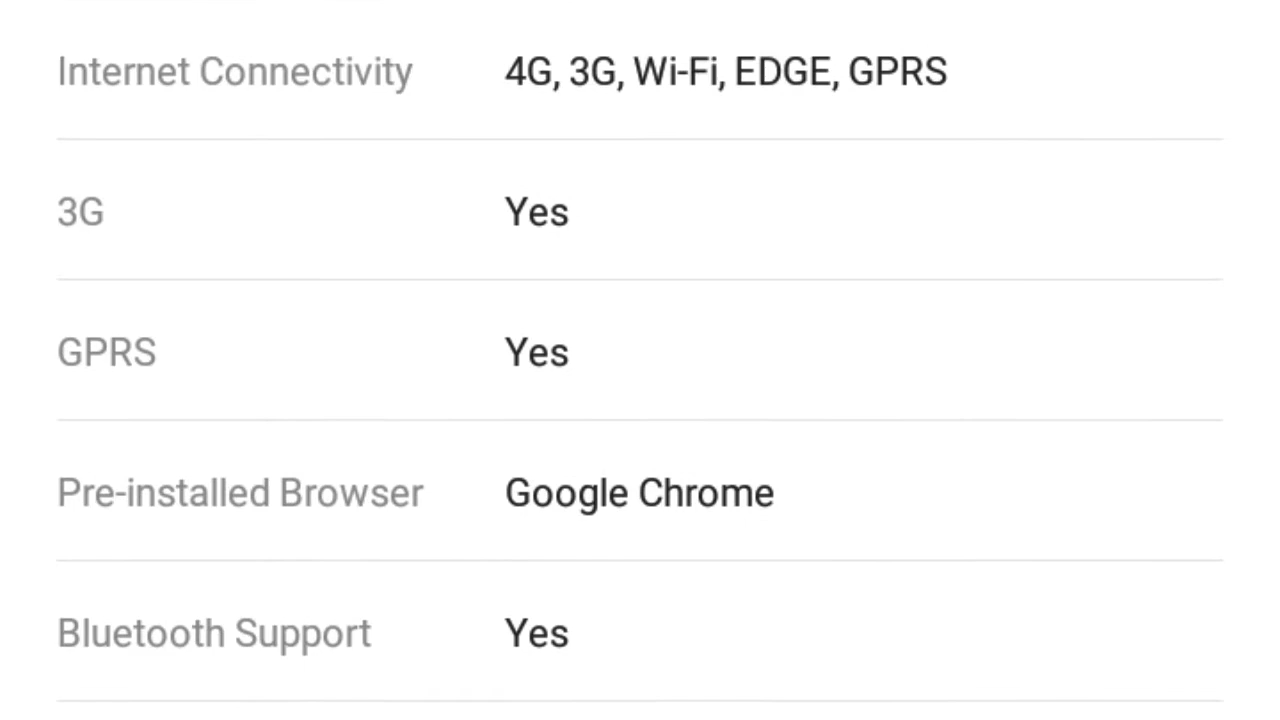 Internet Connectivity 4G, 3G, Wi-Fi, EDGE, GPRS
3G Yes
GPRS Yes
Pre-installed Browser Google Chrome
Bluetooth Support Yes